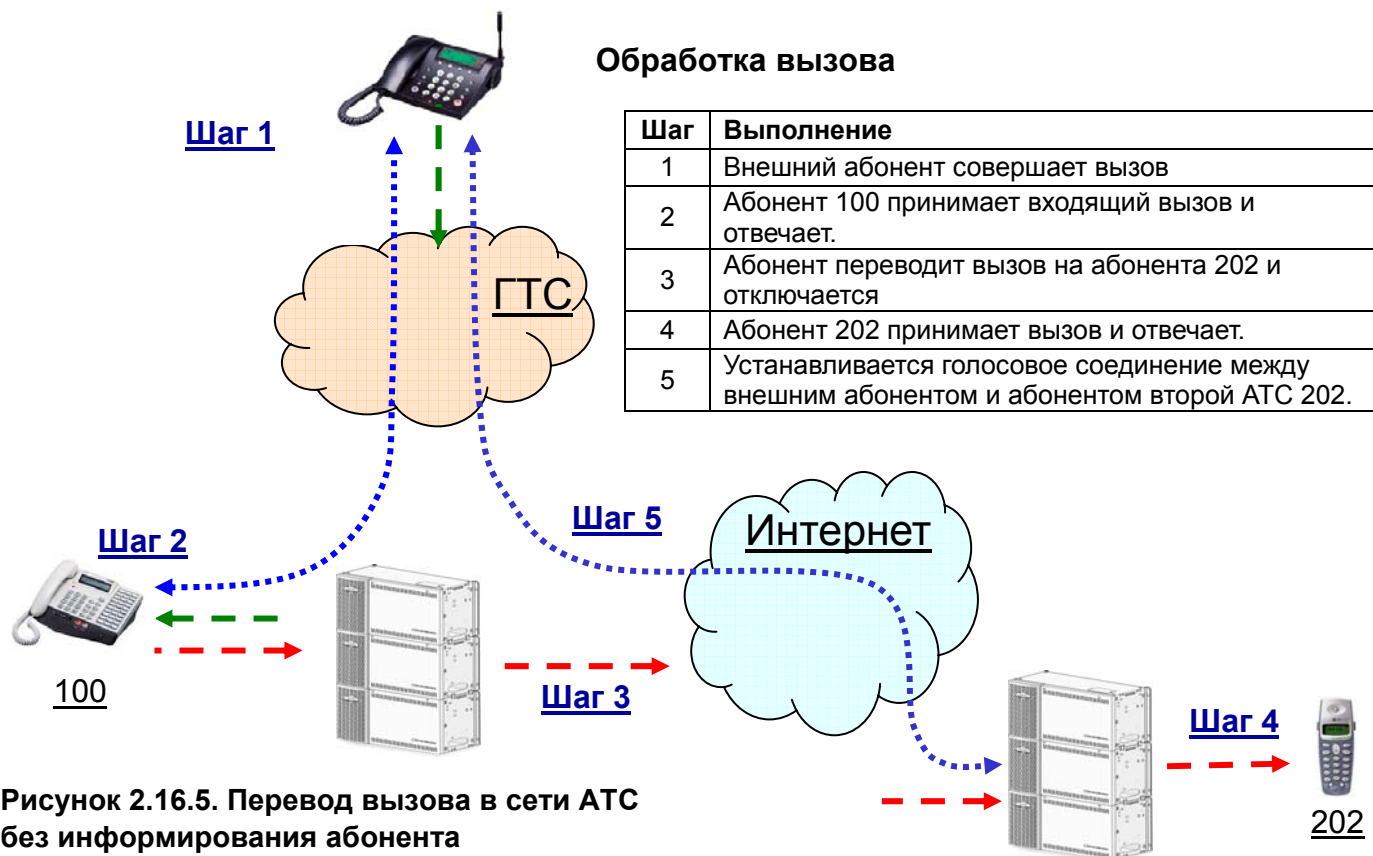 Обработка вызова
Шаг 1
Шаг Выполнение
1 Внешний абонент совершает вызов
2 Абонент 100 принимает входящий вызов и
отвечает.
3 Абонент переводит вызов на абонента 202 и
отключается
4 Абонент 202 принимает вызов и отвечает.
5 Устанавливается голосовое соединение между
внешним абонентом и абонентом второй АТС 202.
ГТС
Шаг 2
Шаг 5
Интернет
100
Шаг 3
Шаг 4
202
Рисунок 2.16.5. Перевод вызова в сети АТС
без информирования абонента